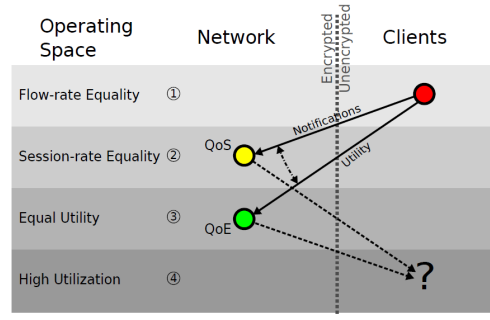 Operating
Space
Network
Clients
Encrypted
Unencrypted
Flow-rate Equality ①
Notifications
Session-rate Equality ②
QoS
Utility
Equal Utility ③
QoE
High Utilization ④
?